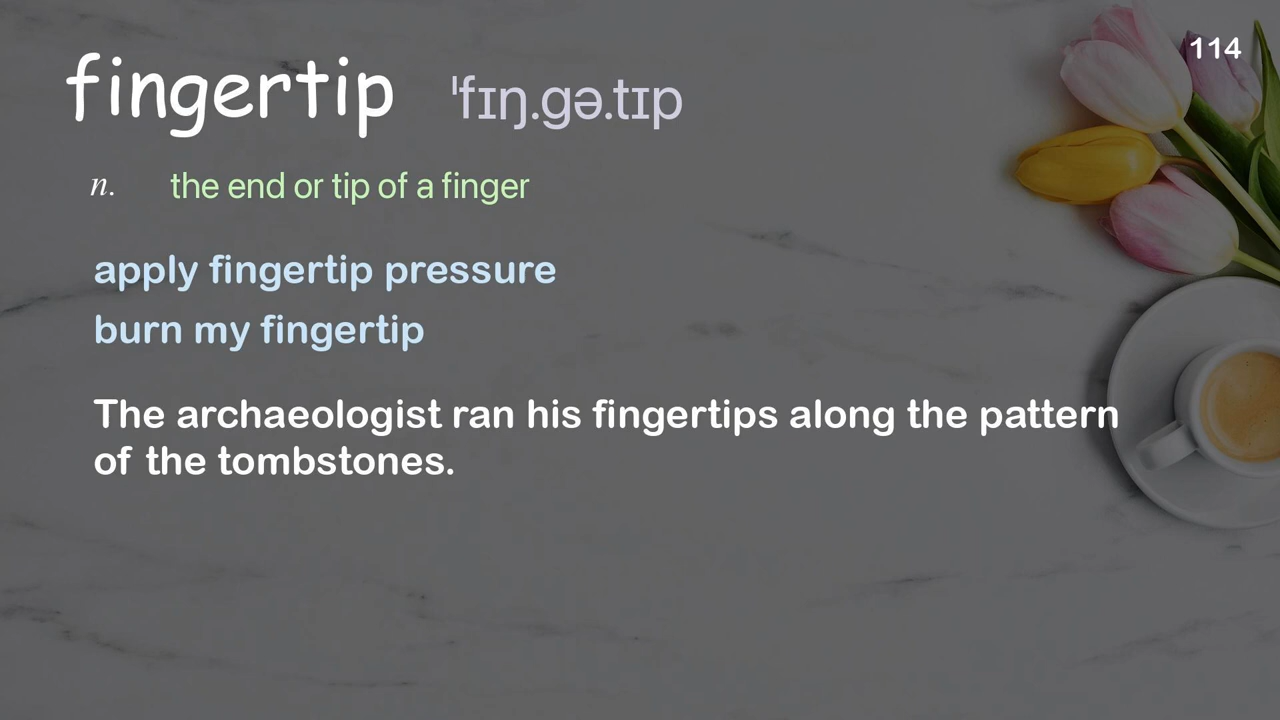 114
fingertip ˈfɪŋ.gə.tɪp
n. the end or tip of a finger
apply fingertip pressure
burn my fingertip
The archaeologist ran his fingertips along the pattern
of the tombstones.